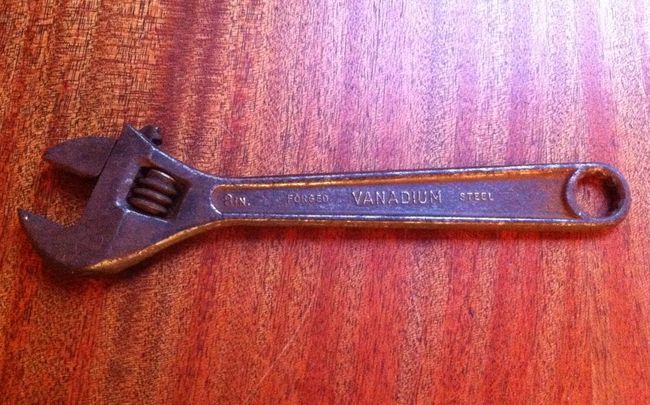 8IN. FORGED VANADIUM STEEL